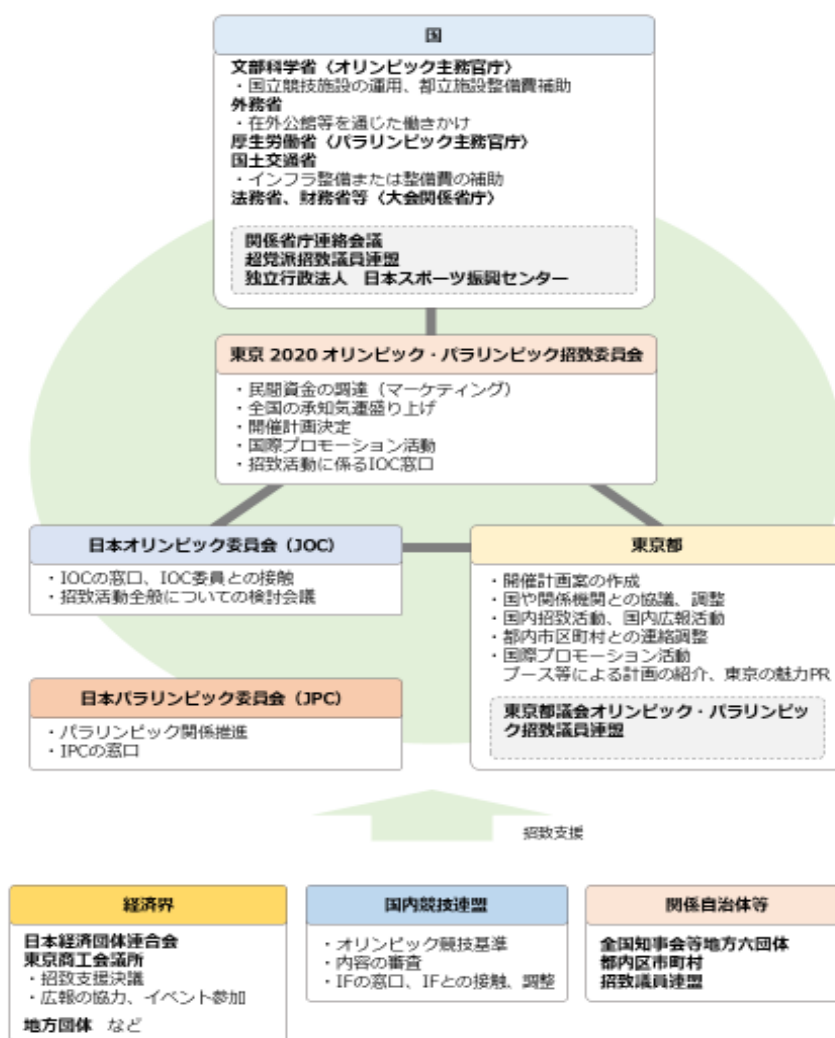 国
文部科学省〈オリンピック主務官庁〉
・国立競技施設の運用、都立施設整備費補助
外務省
・在外公館等を通じた働きかけ
厚生労働省〈パラリンピック主務官庁〉
国土交通省
・インフラ整備または整備費の補助
法務省、財務省等〈大会関係省庁〉
関係省庁連絡会議
超党派招致議員連盟
独立行政法人　日本スポーツ振興センター
東京 2020 オリンピック・パラリンピック招致委員会
・民間資金の調達（マーケティング）
・全国の承知気運盛り上げ
・開催計画決定
・国際プロモーション活動
・招致活動に係るIOC窓口
日本オリンピック委員会（JOC）
・IOCの窓口、IOC委員との接触
・招致活動全般についての検討会議
東京都
・開催計画案の作成
・国や関係機関との協議、調整
・国内招致活動、国内広報活動
・都内市区町村との連絡調整
・国際プロモーション活動
ブース等による計画の紹介、東京の魅力PR
東京都議会オリンピック・パラリンピッ
ク招致議員連盟
日本パラリンピック委員会（JPC）
・パラリンピック関係推進
・IPCの窓口
招致支援
経済界
日本経済団体連合会
東京商工会議所
・招致支援決議
・広報の協力、イベント参加
地方団体　など
国内競技連盟
・オリンピック競技基準
・内容の審査
・IFの窓口、IFとの接触、調整
関係自治体等
全国知事会等地方六団体
都内区市町村
招致議員連盟